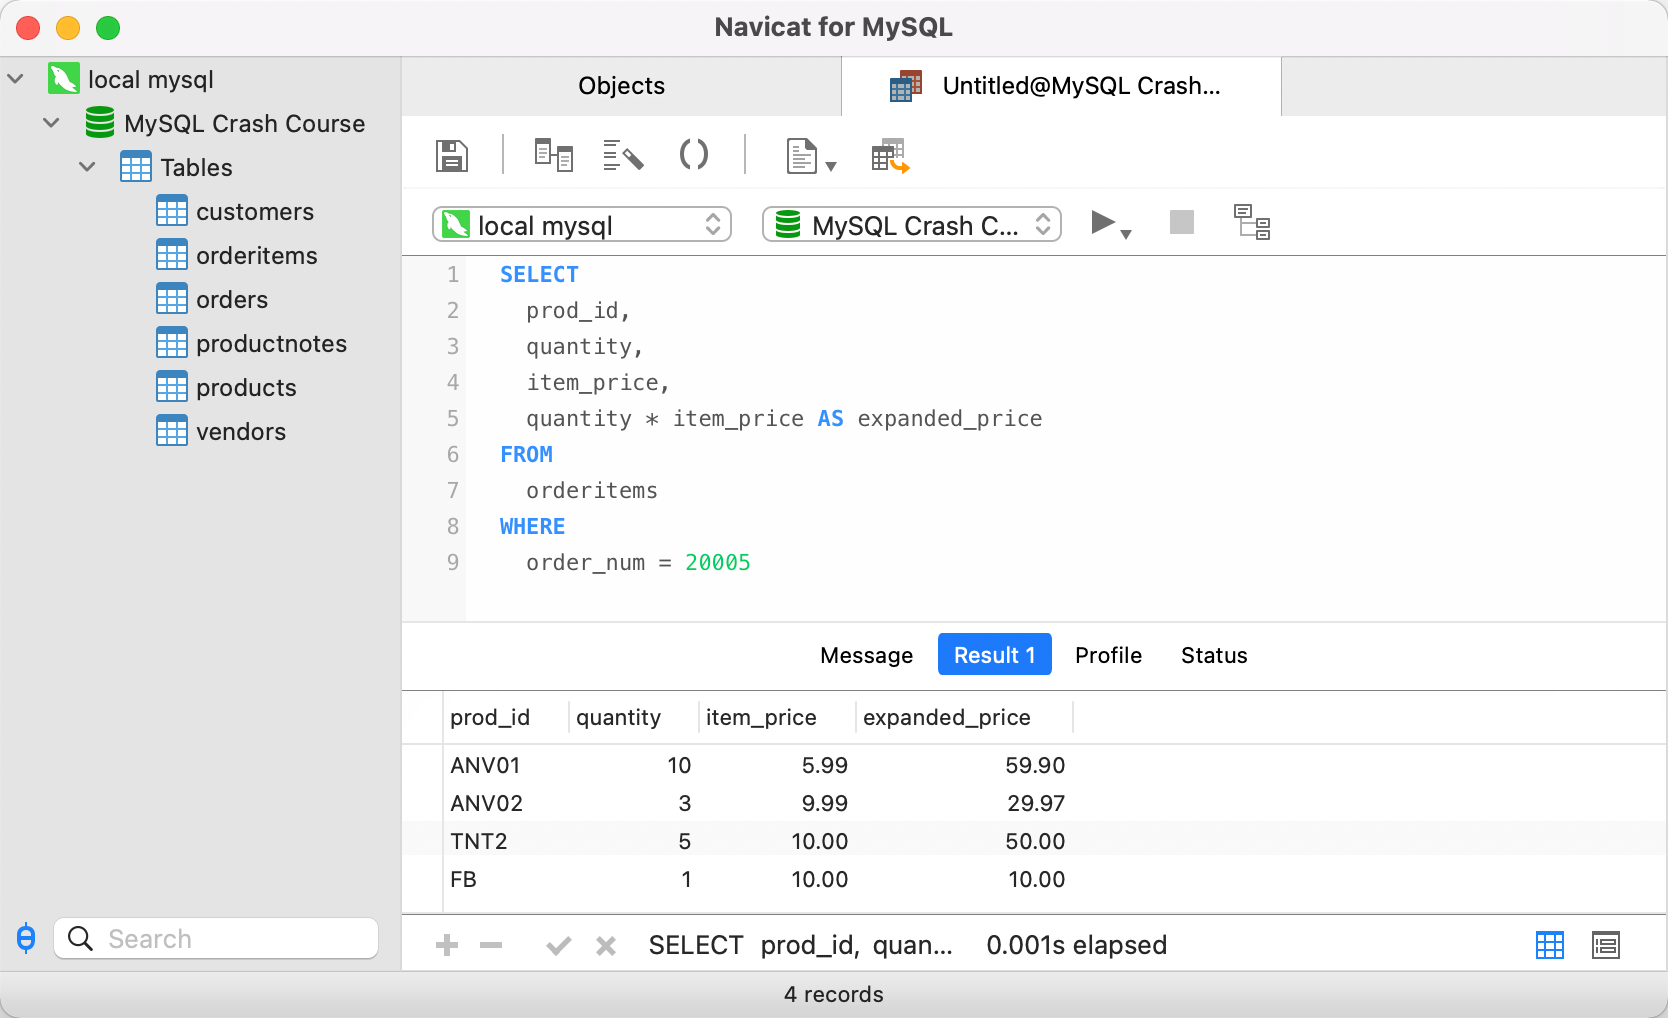 Navicat for MySQL
local mysql
MySQL Crash Course
Tables
customers
orderitems
orders
productnotes
products
vendors
Search
Objects
Untitled@MySQL Crash...
local mysql
MySQL Crash C...
1 SELECT
2 prod_id,
3 quantity,
4 item_price,
5 quantity * item_price AS expanded_price
6 FROM
7 orderitems
8 WHERE
9 order_num = 20005
Message Result 1 Profile Status
prod_id quantity item_price expanded_price
ANV01 10 5.99 59.90
ANV02 3 9.99 29.97
TNT2 5 10.00 50.00
FB 1 10.00 10.00
SELECT prod_id, quan... 0.001s elapsed
4 records